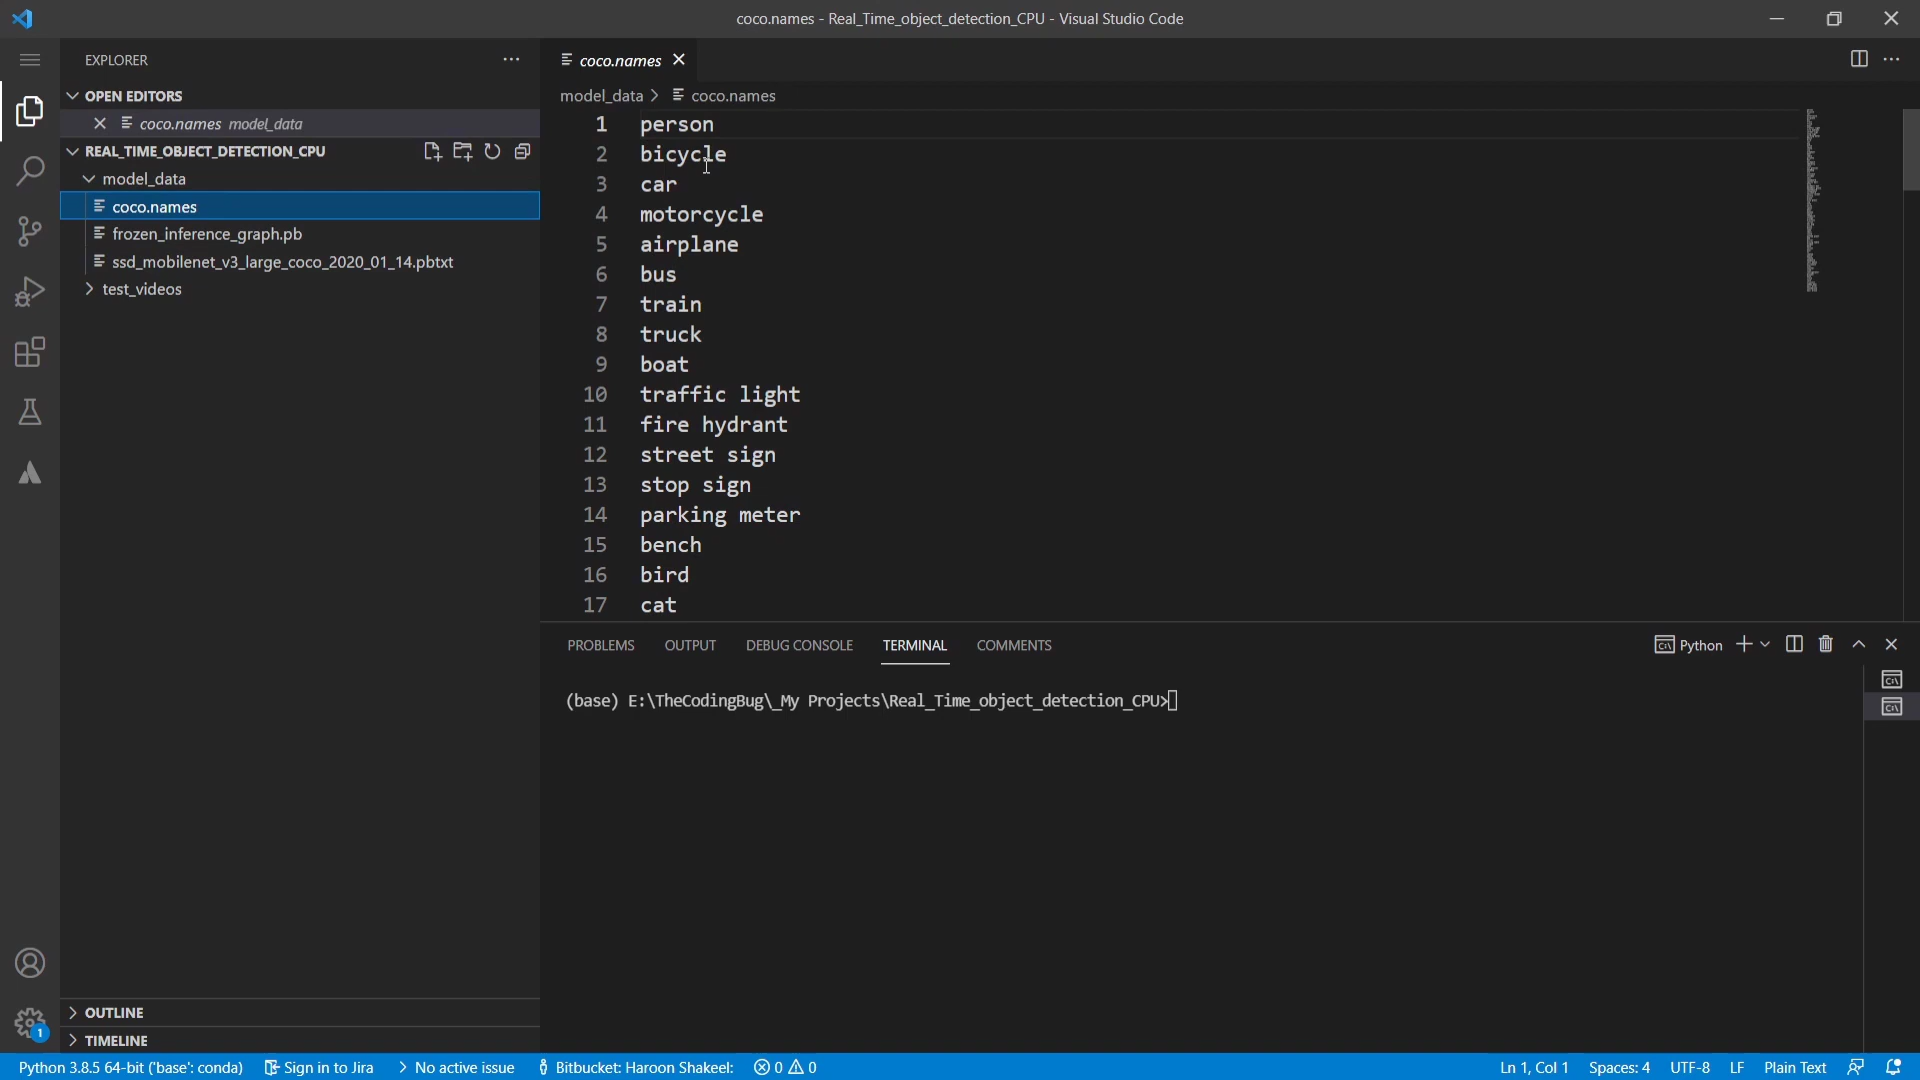 coco.names - Real_Time_object_detection_CPU - Visual Studio Code
EXPLORER
OPEN EDITORS
coco.names model_data
REAL_TIME_OBJECT_DETECTION_CPU
model_data
coco.names
frozen_inference_graph.pb
ssd_mobilenet_v3_large_coco_2020_01_14.pbtxt
test_videos
OUTLINE
TIMELINE
coco.names
model_data > coco.names
1 person
2 bicycle
3 car
4 motorcycle
5 airplane
6 bus
7 train
8 truck
9 boat
10 traffic light
11 fire hydrant
12 street sign
13 stop sign
14 parking meter
15 bench
16 bird
17 cat
PROBLEMS OUTPUT DEBUG CONSOLE TERMINAL COMMENTS
Python
(base) E:\TheCodingBug\_My Projects\Real_Time_object_detection_CPU>
1
Python 3.8.5 64-bit ('base': conda) Sign in to Jira No active issue Bitbucket: Haroon Shakeel: 0 0 Ln 1, Col 1 Spaces: 4 UTF-8 LF Plain Text